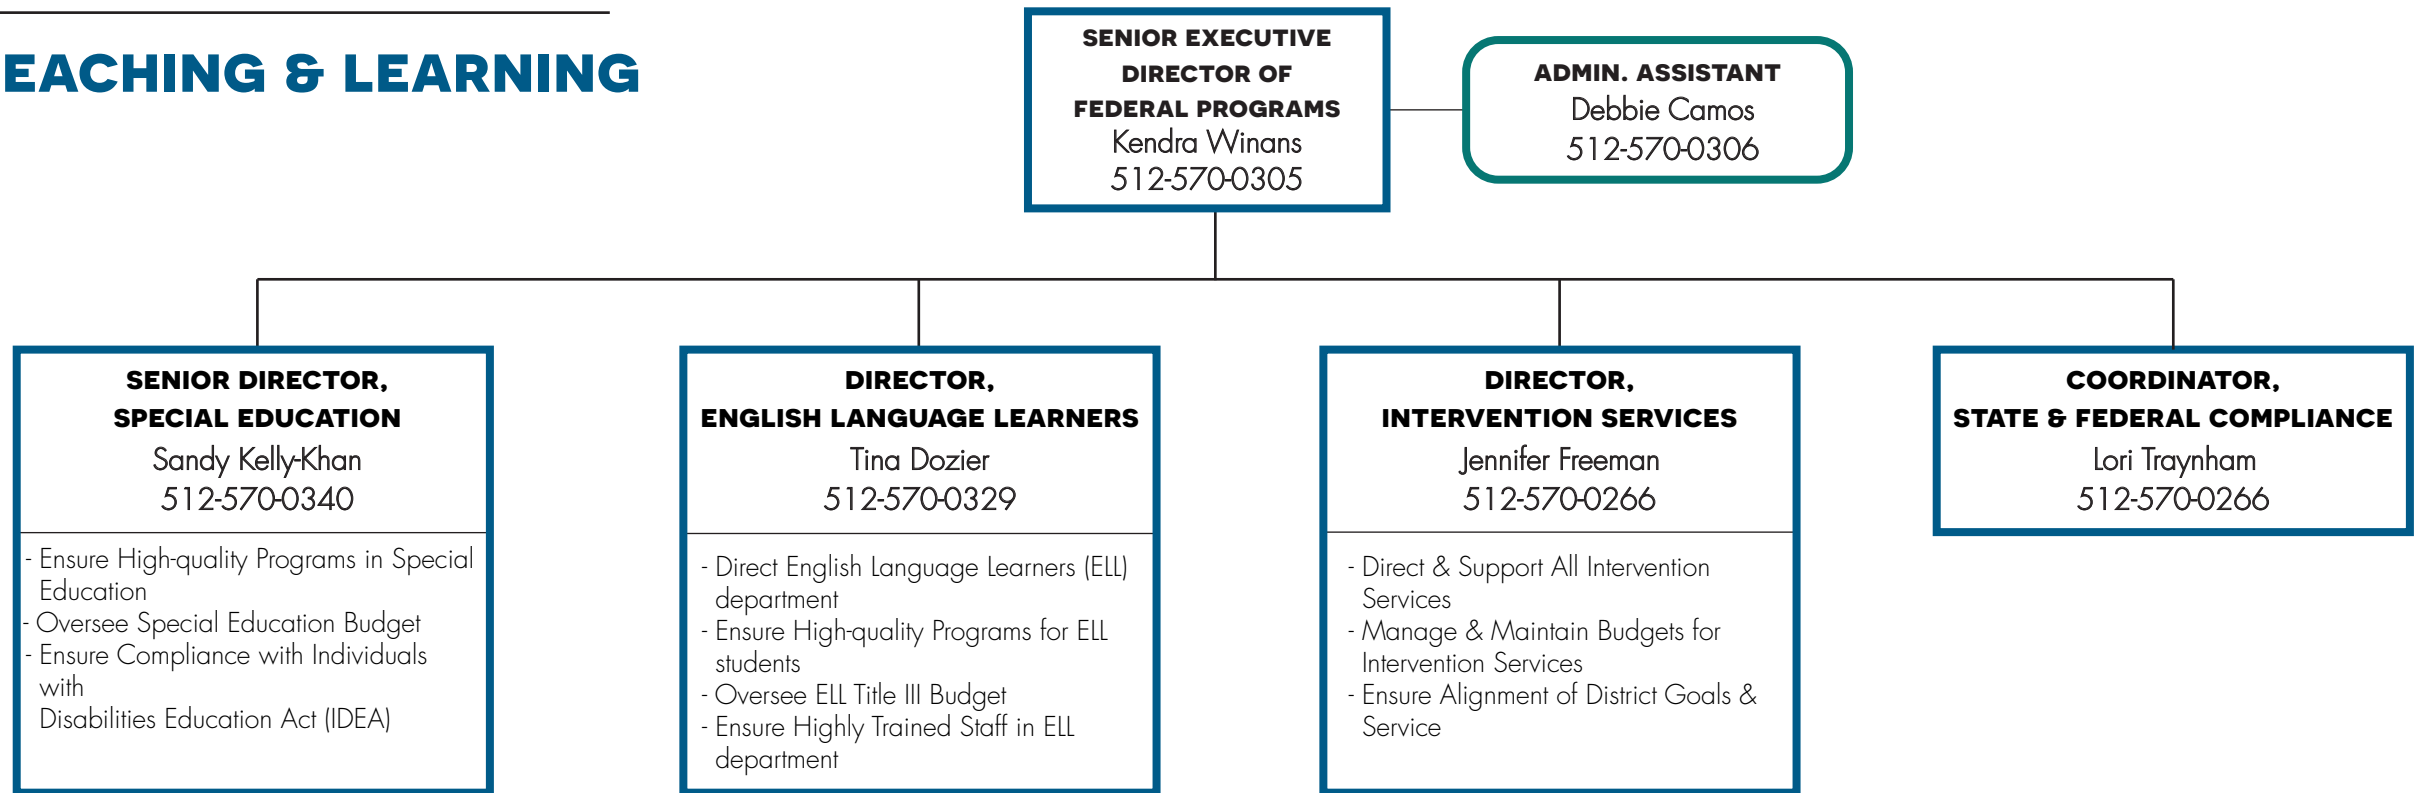 EACHING & LEARNING
SENIOR EXECUTIVE
DIRECTOR OF
FEDERAL PROGRAMS
Kendra Winans
512-570-0305
ADMIN. ASSISTANT
Debbie Camos
512-570-0306
SENIOR DIRECTOR,
SPECIAL EDUCATION
Sandy Kelly-Khan
512-570-0340
- Ensure High-quality Programs in Special
Education
- Oversee Special Education Budget
- Ensure Compliance with Individuals
with
Disabilities Education Act (IDEA)
DIRECTOR,
ENGLISH LANGUAGE LEARNERS
Tina Dozier
512-570-0329
- Direct English Language Learners (ELL)
department
- Ensure High-quality Programs for ELL
students
- Oversee ELL Title III Budget
- Ensure Highly Trained Staff in ELL
department
DIRECTOR,
INTERVENTION SERVICES
Jennifer Freeman
512-570-0266
- Direct & Support All Intervention
Services
- Manage & Maintain Budgets for
Intervention Services
- Ensure Alignment of District Goals &
Service
COORDINATOR,
STATE & FEDERAL COMPLIANCE
Lori Traynham
512-570-0266